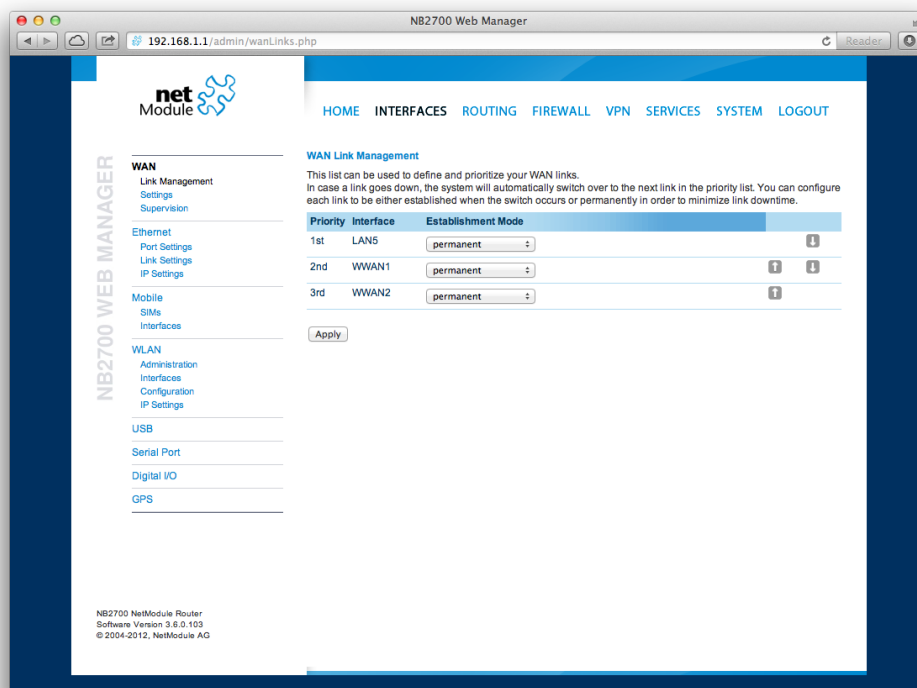 NB2700 Web Manager
192.168.1.1/admin/wanLinks.php
Reader
net
Module
HOME INTERFACES ROUTING FIREWALL VPN SERVICES SYSTEM LOGOUT
NB2700 WEB MANAGER
WAN
Link Management
Settings
Supervision
Ethernet
Port Settings
Link Settings
IP Settings
Mobile
SIMs
Interfaces
WLAN
Administration
Interfaces
Configuration
IP Settings
USB
Serial Port
Digital I/O
GPS
WAN Link Management
This list can be used to define and prioritize your WAN links.
In case a link goes down, the system will automatically switch over to the next link in the priority list. You can configure
each link to be either established when the switch occurs or permanently in order to minimize link downtime.
Priority Interface Establishment Mode
1st LAN5 permanent
2nd WWAN1 permanent
3rd WWAN2 permanent
Apply
NB2700 NetModule Router
Software Version 3.6.0.103
© 2004-2012, NetModule AG